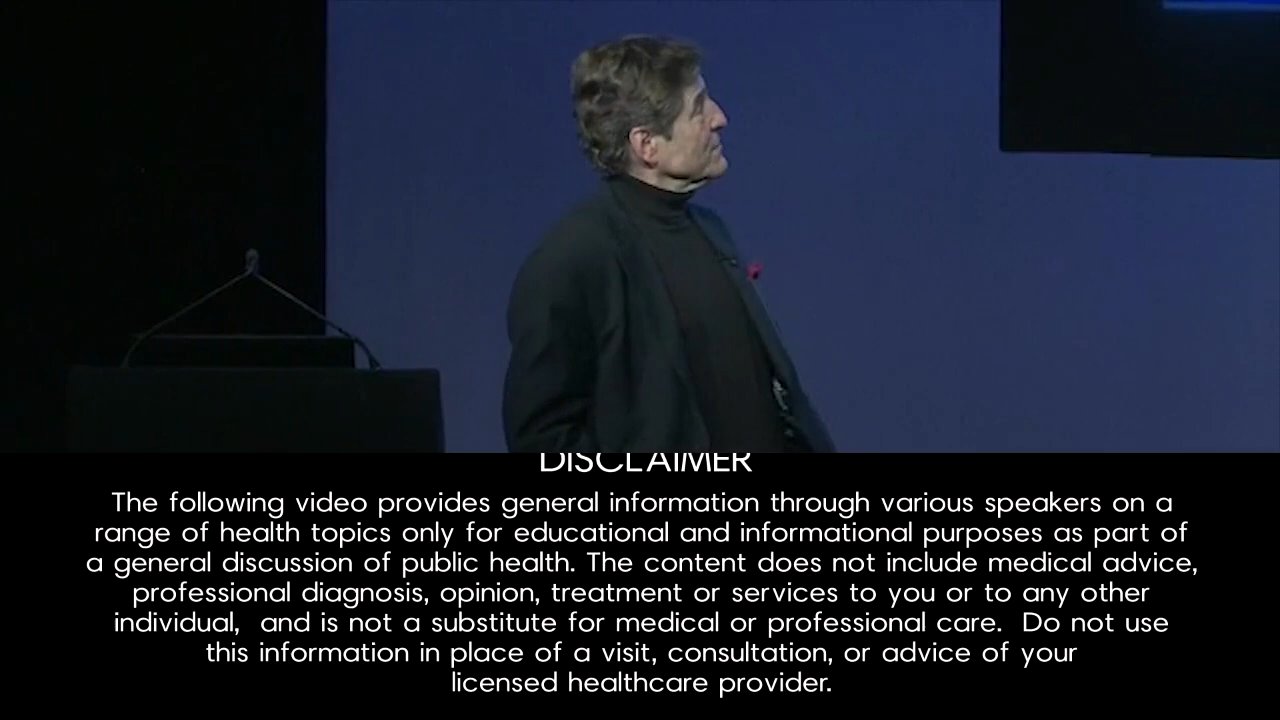 DISCLAIMER
The following video provides general information through various speakers on a
range of health topics only for educational and informational purposes as part of
a general discussion of public health. The content does not include medical advice,
professional diagnosis, opinion, treatment or services to you or to any other
individual,  and is not a substitute for medical or professional care.  Do not use
this information in place of a visit, consultation, or advice of your
licensed healthcare provider.